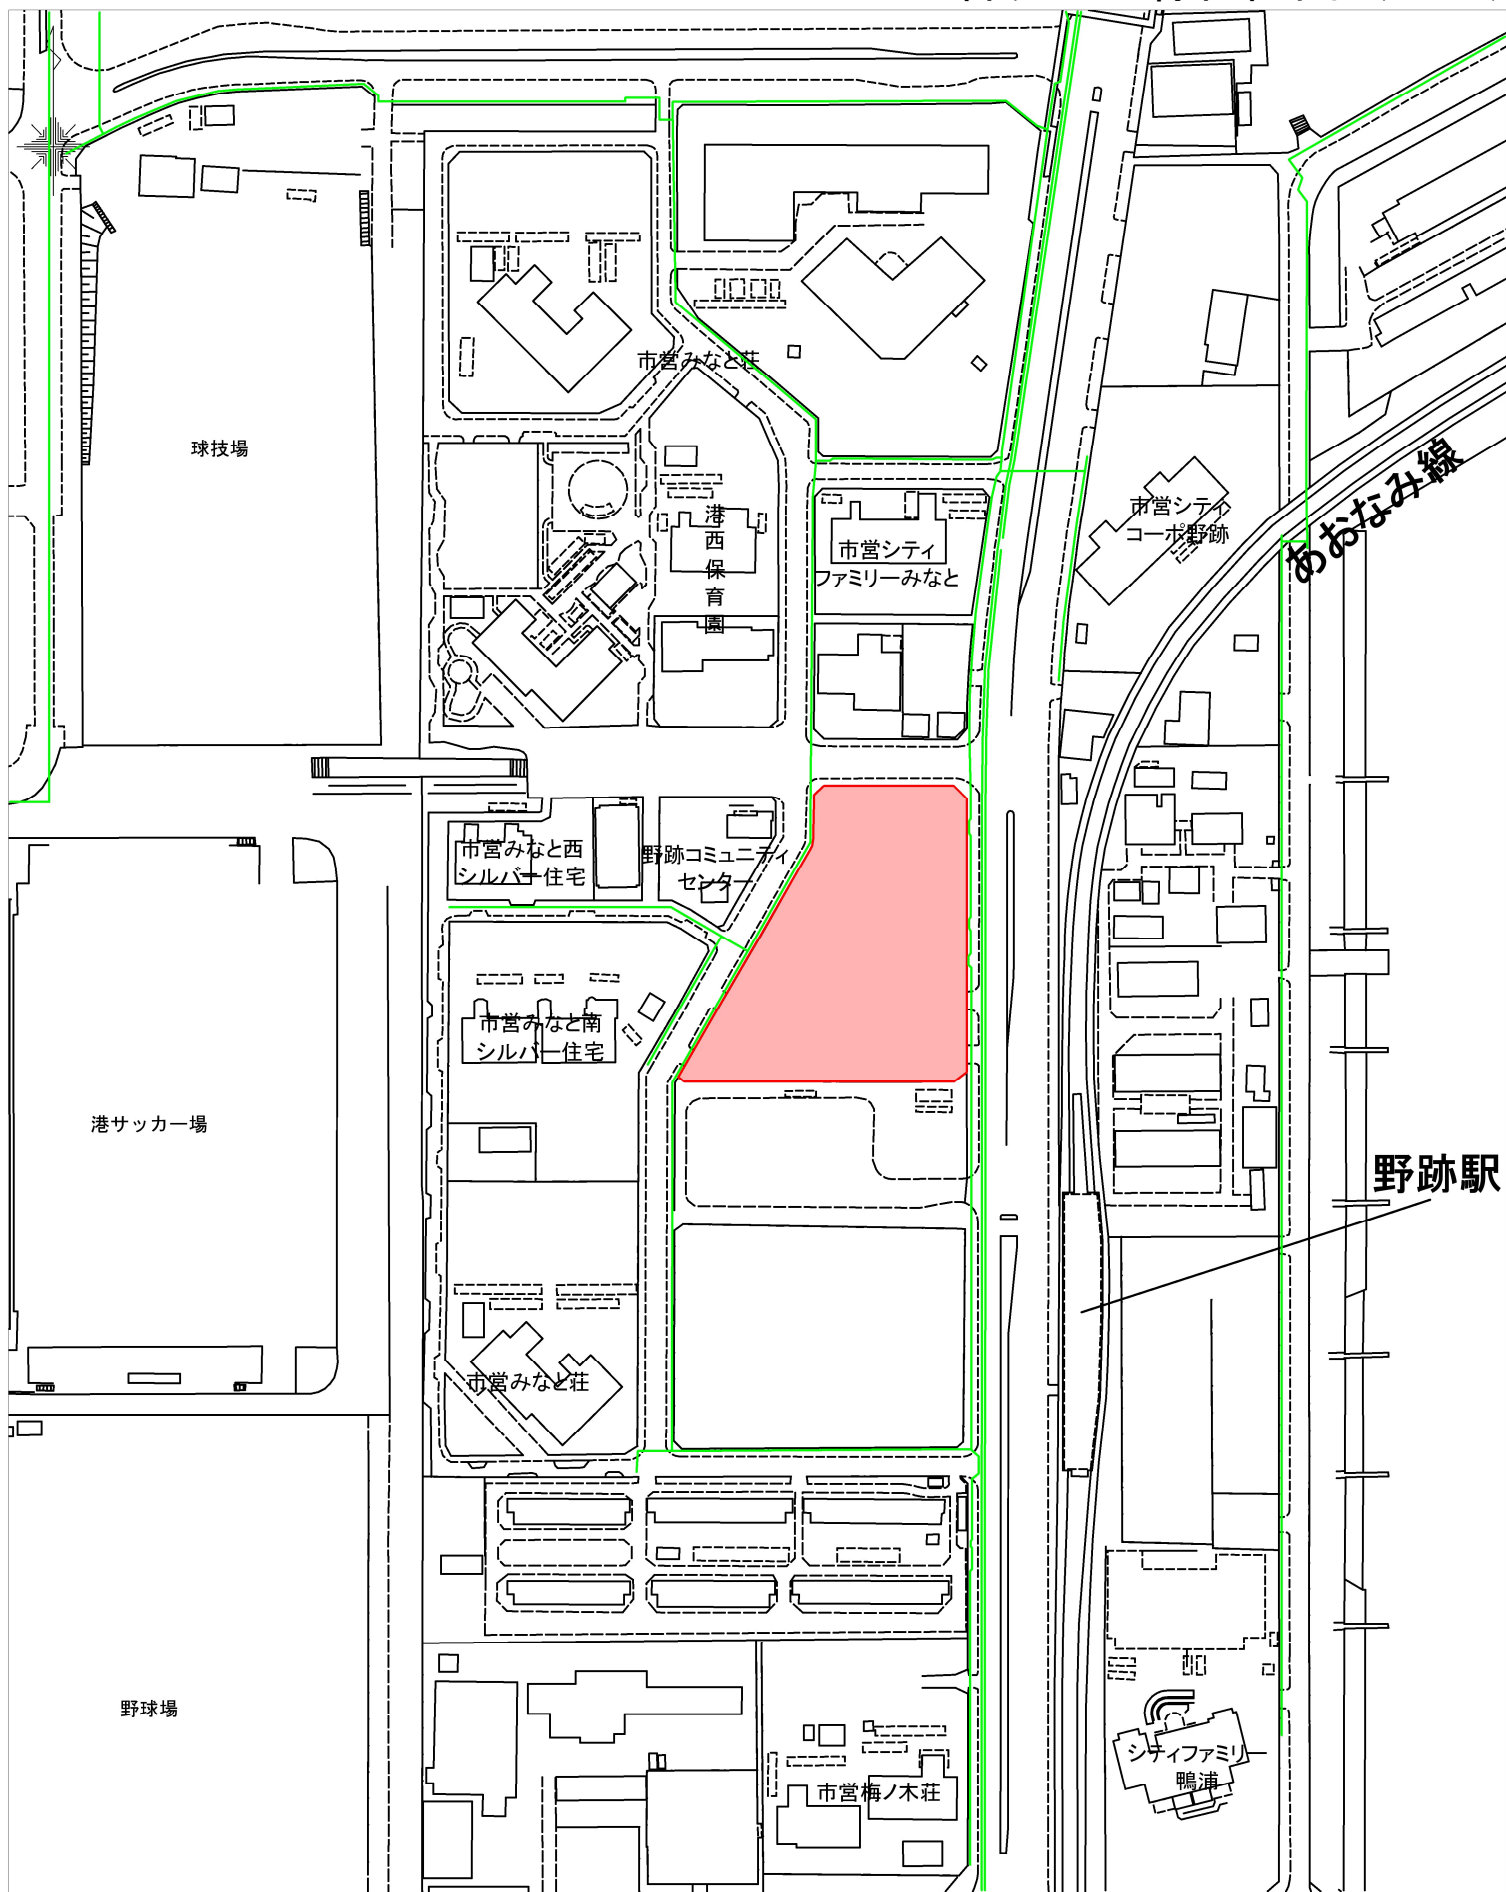 市営みなと荘
球技場
あおなみ線
市営シティ
コーポ野跡
港西保育園
市営シティ
ファミリーみなと
市営みなと西
シルバー住宅
野跡コミュニティ
センター
市営みなと南
シルバー住宅
港サッカー場
野跡駅
市営みなと荘
野球場
シティファミリー
鴨浦
市営梅ノ木荘